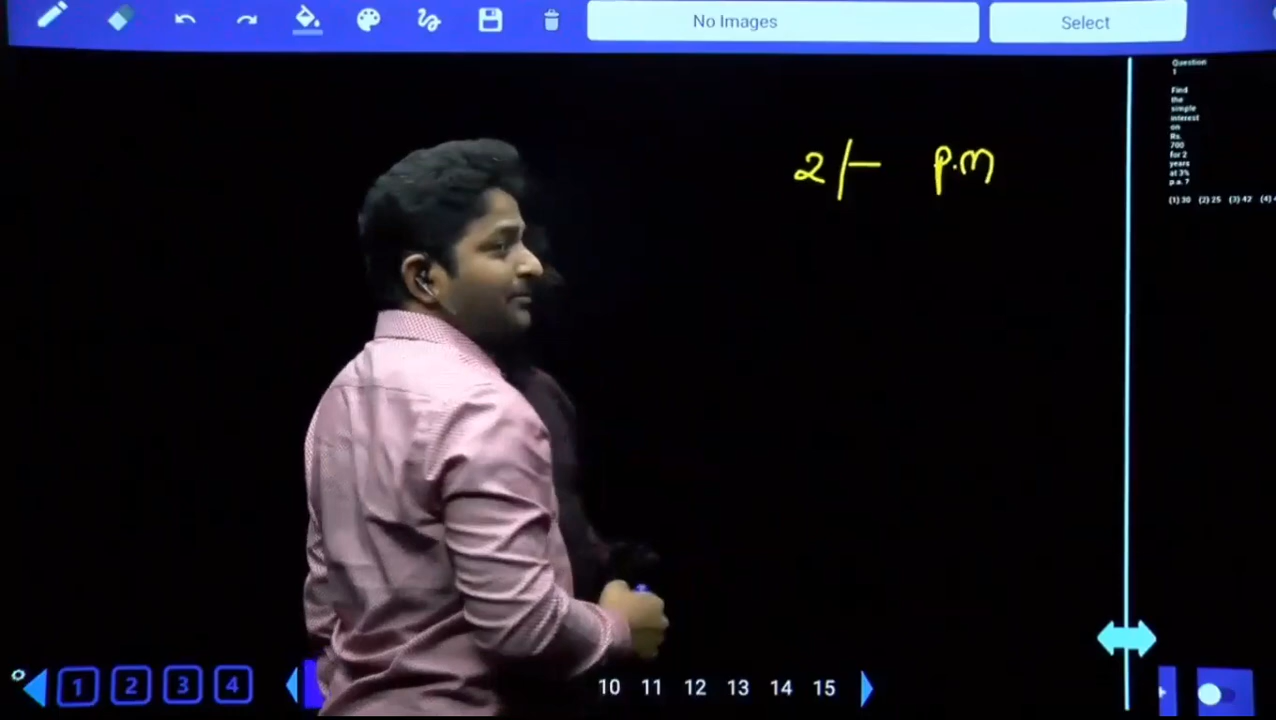 No Images
Select
2/- P.M
Question
1
Find
the
simple
interest
on
Rs.
700
for 2
years
at 3%
p.a. ?
(1) 30 (2) 25 (3) 42 (4)
1 2 3 4
10 11 12 13 14 15